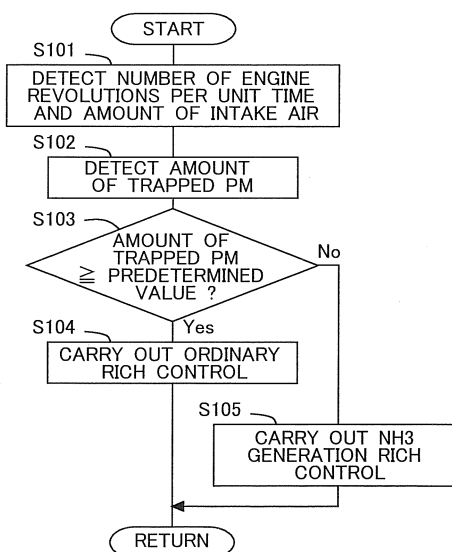 START
S101
DETECT NUMBER OF ENGINE
REVOLUTIONS PER UNIT TIME
AND AMOUNT OF INTAKE AIR
S102
DETECT AMOUNT
OF TRAPPED PM
S103
AMOUNT OF
TRAPPED PM
≧ PREDETERMINED
VALUE ?
No
Yes
S104
CARRY OUT ORDINARY
RICH CONTROL
S105
CARRY OUT NH3
GENERATION RICH
CONTROL
RETURN